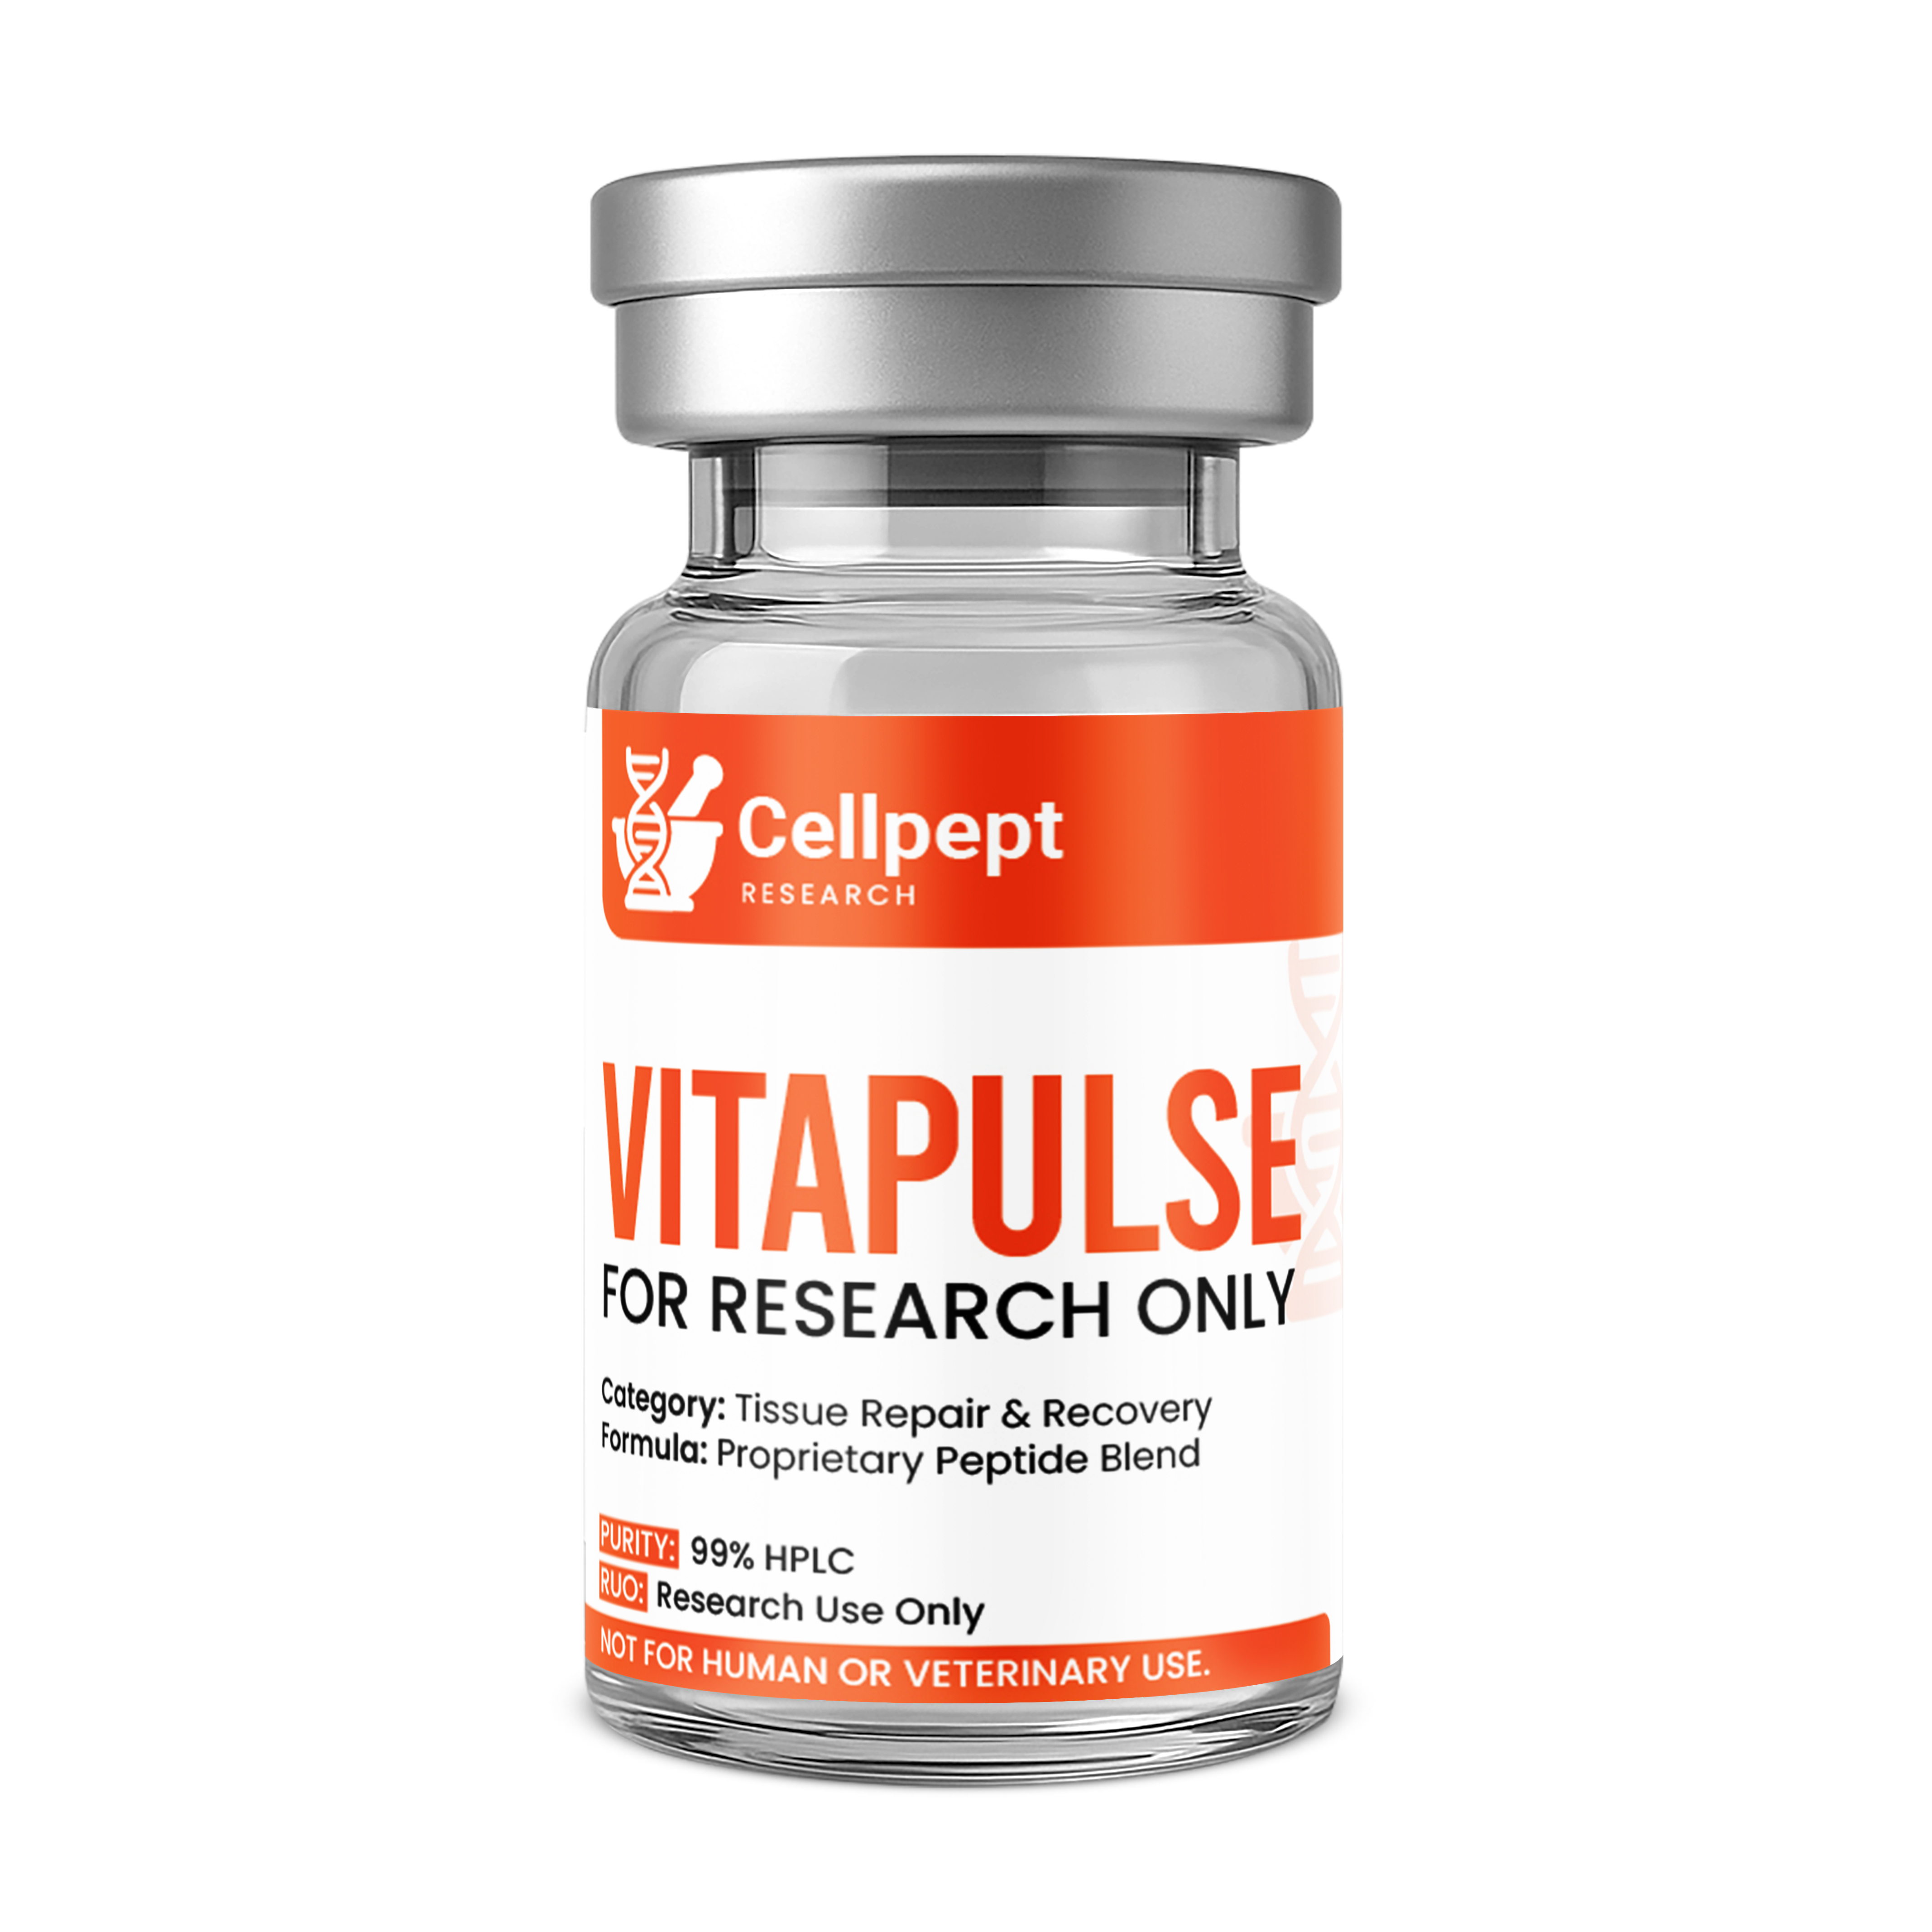 Cellpept
RESEARCH
VITAPULSE
FOR RESEARCH ONLY
Category: Tissue Repair & Recovery
Formula: Proprietary Peptide Blend
PURITY: 99% HPLC
RUO: Research Use Only
NOT FOR HUMAN OR VETERINARY USE.